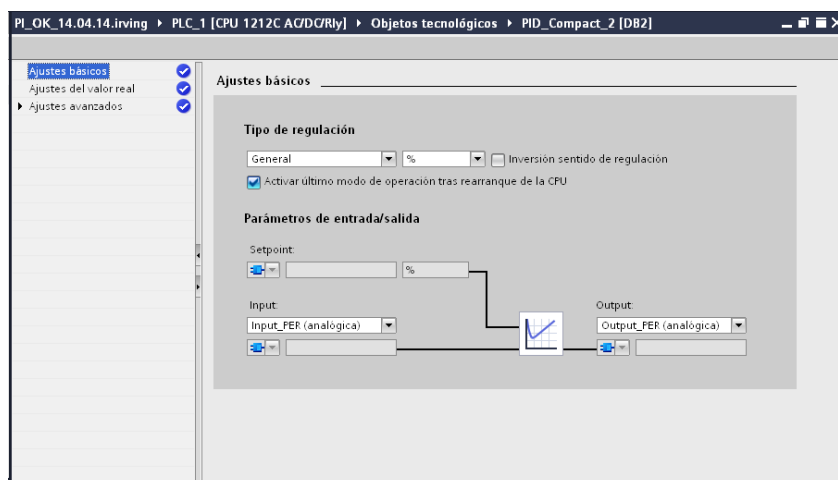 PI_OK_14.04.14.irving ▸ PLC_1 [CPU 1212C AC/DC/Rly] ▸ Objetos tecnológicos ▸ PID_Compact_2 [DB2]
Ajustes básicos
Ajustes del valor real
Ajustes avanzados
Ajustes básicos
Tipo de regulación
General % Inversión sentido de regulación
Activar último modo de operación tras rearranque de la CPU
Parámetros de entrada/salida
Setpoint:
%
Input: Output:
Input_PER (analógica) Output_PER (analógica)